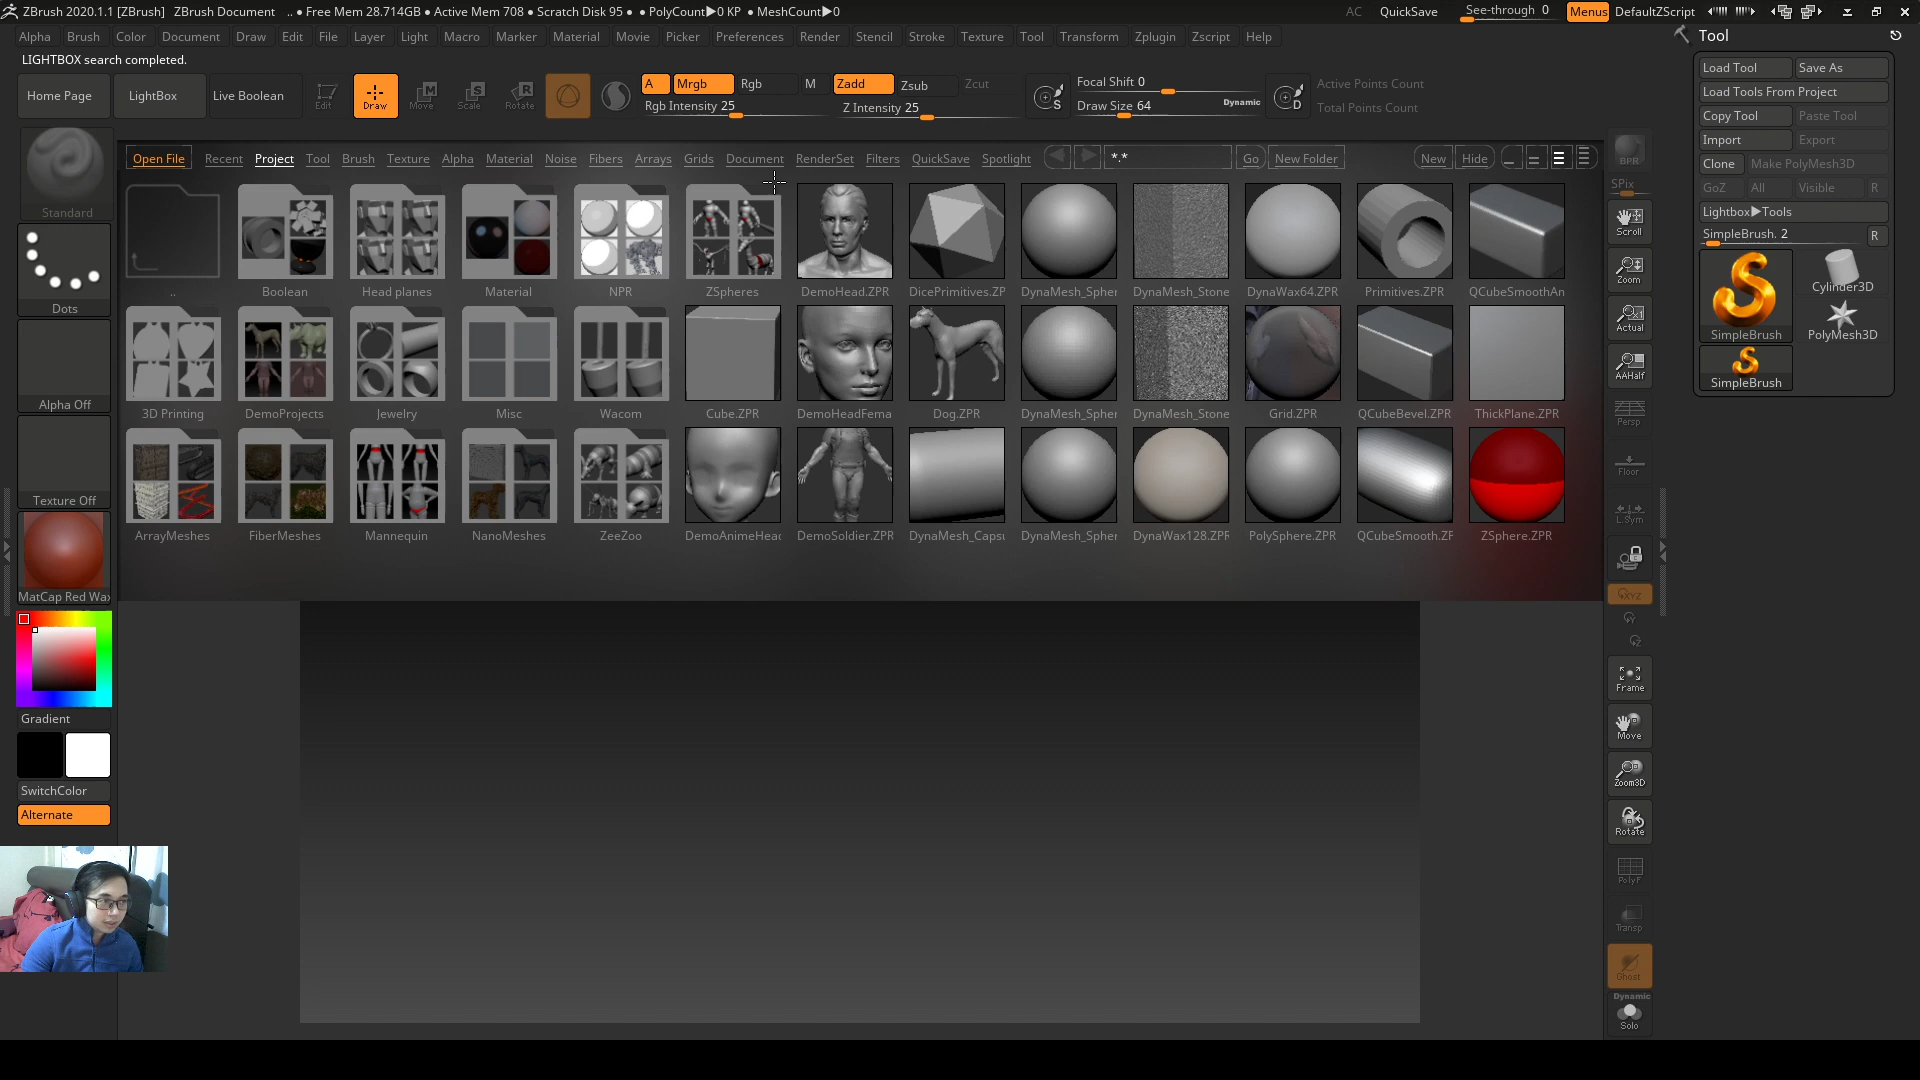 ZBrush 2020.1.1 [ZBrush] ZBrush Document .. • Free Mem 28.714GB • Active Mem 708 • Scratch Disk 95 • • PolyCount▶0 KP • MeshCount▶0 AC QuickSave See-through 0 Menus DefaultZScript
Alpha Brush Color Document Draw Edit File Layer Light Macro Marker Material Movie Picker Preferences Render Stencil Stroke Texture Tool Transform Zplugin Zscript Help
LIGHTBOX search completed.
Home Page LightBox Live Boolean Edit Draw Move Scale Rotate
A Mrgb Rgb M Zadd Zsub Zcut
Rgb Intensity 25 Z Intensity 25
S Focal Shift 0
Draw Size 64 Dynamic
D Active Points Count
Total Points Count
Standard
Dots
Alpha Off
Texture Off
MatCap Red Wax
Gradient
SwitchColor
Alternate
Open File Recent Project Tool Brush Texture Alpha Material Noise Fibers Arrays Grids Document RenderSet Filters QuickSave Spotlight *.* Go New Folder New Hide
.. Boolean Head planes Material NPR ZSpheres DemoHead.ZPR DicePrimitives.ZP DynaMesh_Spher DynaMesh_Stone DynaWax64.ZPR Primitives.ZPR QCubeSmoothAn
3D Printing DemoProjects Jewelry Misc Wacom Cube.ZPR DemoHeadFema Dog.ZPR DynaMesh_Spher DynaMesh_Stone Grid.ZPR QCubeBevel.ZPR ThickPlane.ZPR
ArrayMeshes FiberMeshes Mannequin NanoMeshes ZeeZoo DemoAnimeHead DemoSoldier.ZPR DynaMesh_Capsu DynaMesh_Spher DynaWax128.ZPR PolySphere.ZPR QCubeSmooth.ZF ZSphere.ZPR
BPR
SPix
Scroll
Zoom
Actual
AAHalf
Persp
Floor
L.Sym
XYZ
Frame
Move
Zoom3D
Rotate
PolyF
Transp
Ghost
Dynamic
Solo
Tool
Load Tool Save As
Load Tools From Project
Copy Tool Paste Tool
Import Export
Clone Make PolyMesh3D
GoZ All Visible R
Lightbox▶Tools
SimpleBrush. 2 R
SimpleBrush Cylinder3D
PolyMesh3D
SimpleBrush